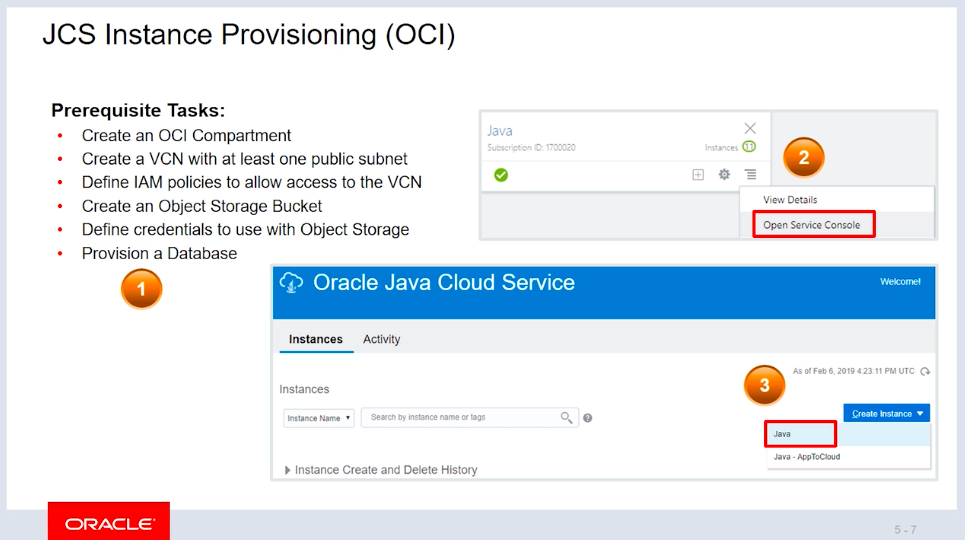 JCS Instance Provisioning (OCI)
Prerequisite Tasks:
• Create an OCI Compartment
• Create a VCN with at least one public subnet
• Define IAM policies to allow access to the VCN
• Create an Object Storage Bucket
• Define credentials to use with Object Storage
• Provision a Database
1
Java
Subscription ID: 1700020
Instances 11
2
View Details
Open Service Console
Oracle Java Cloud Service
Welcome!
Instances Activity
As of Feb 6, 2019 4:23:11 PM UTC
3
Instances
Instance Name
Search by instance name or tags
?
Create Instance
Java
Java - AppToCloud
Instance Create and Delete History
ORACLE
5 - 7